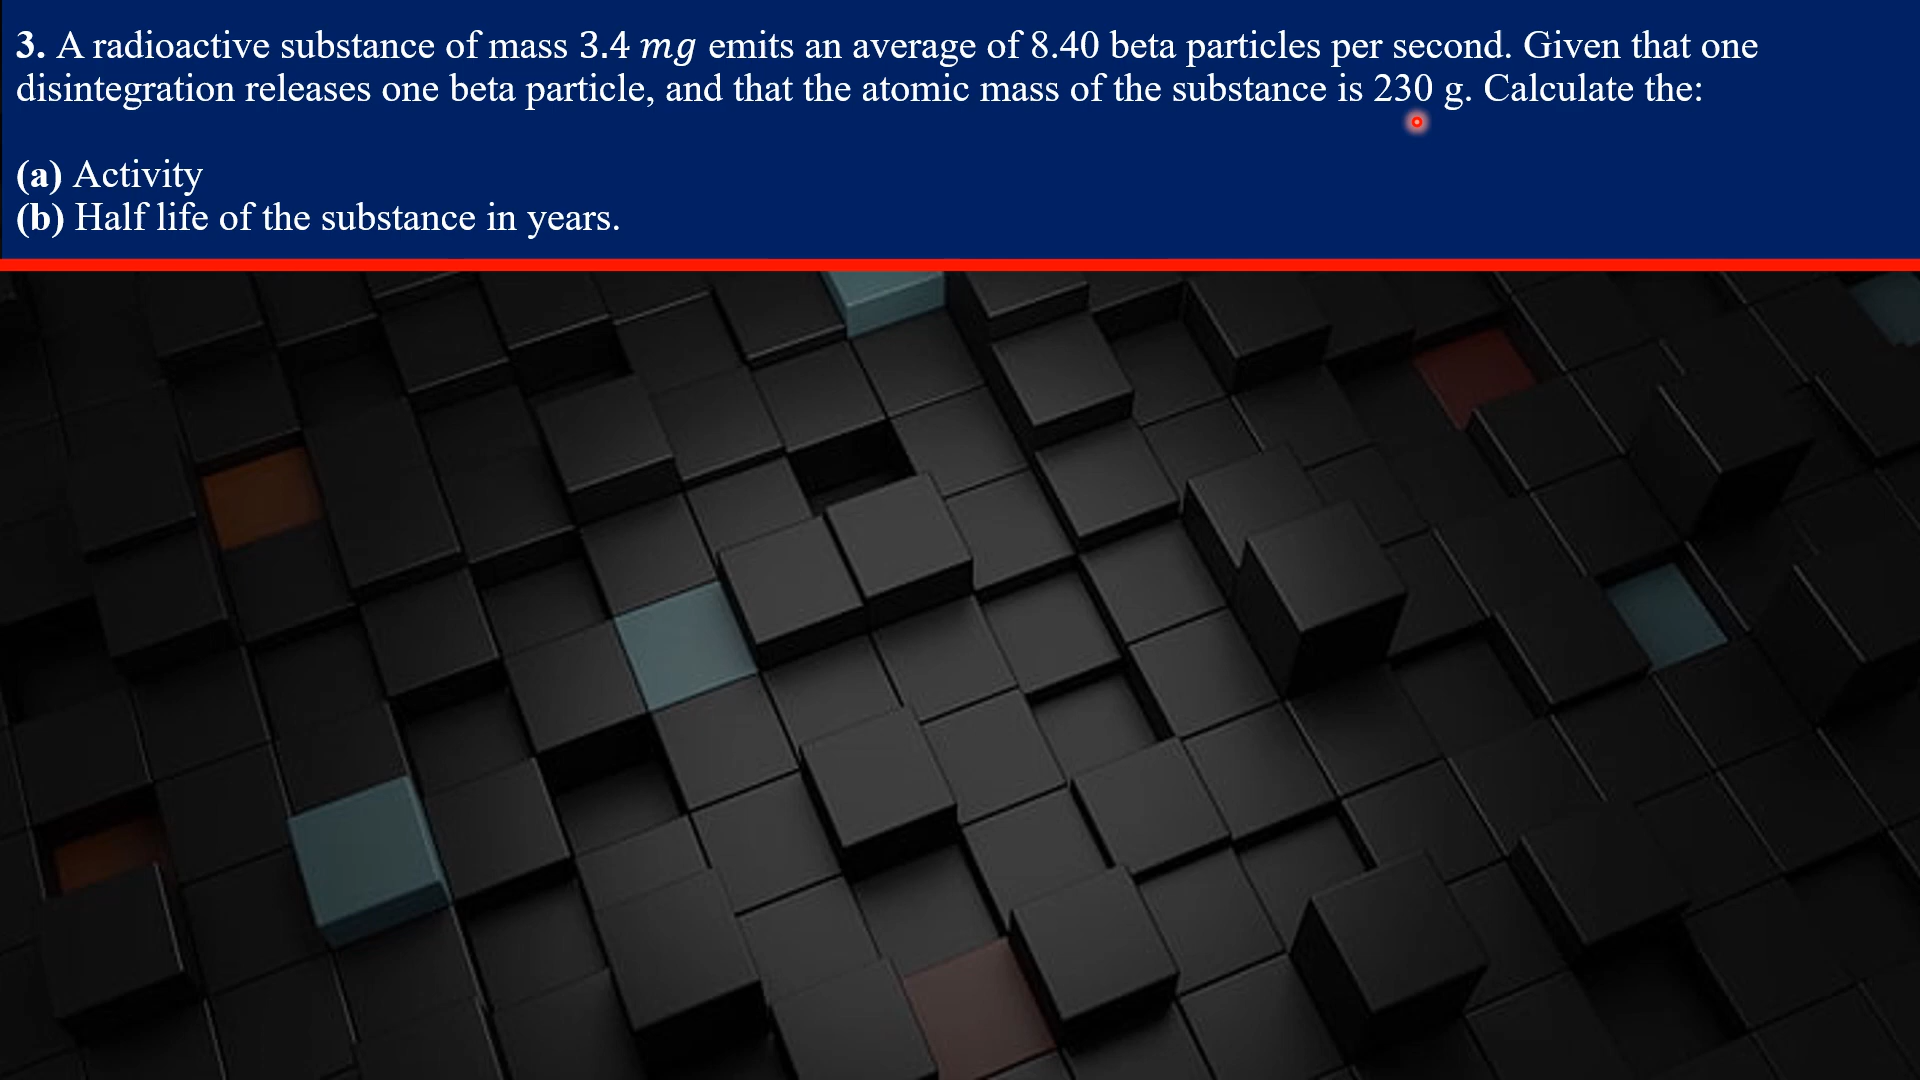 3. A radioactive substance of mass 3.4 mg emits an average of 8.40 beta particles per second. Given that one
disintegration releases one beta particle, and that the atomic mass of the substance is 230 g. Calculate the:
(a) Activity
(b) Half life of the substance in years.